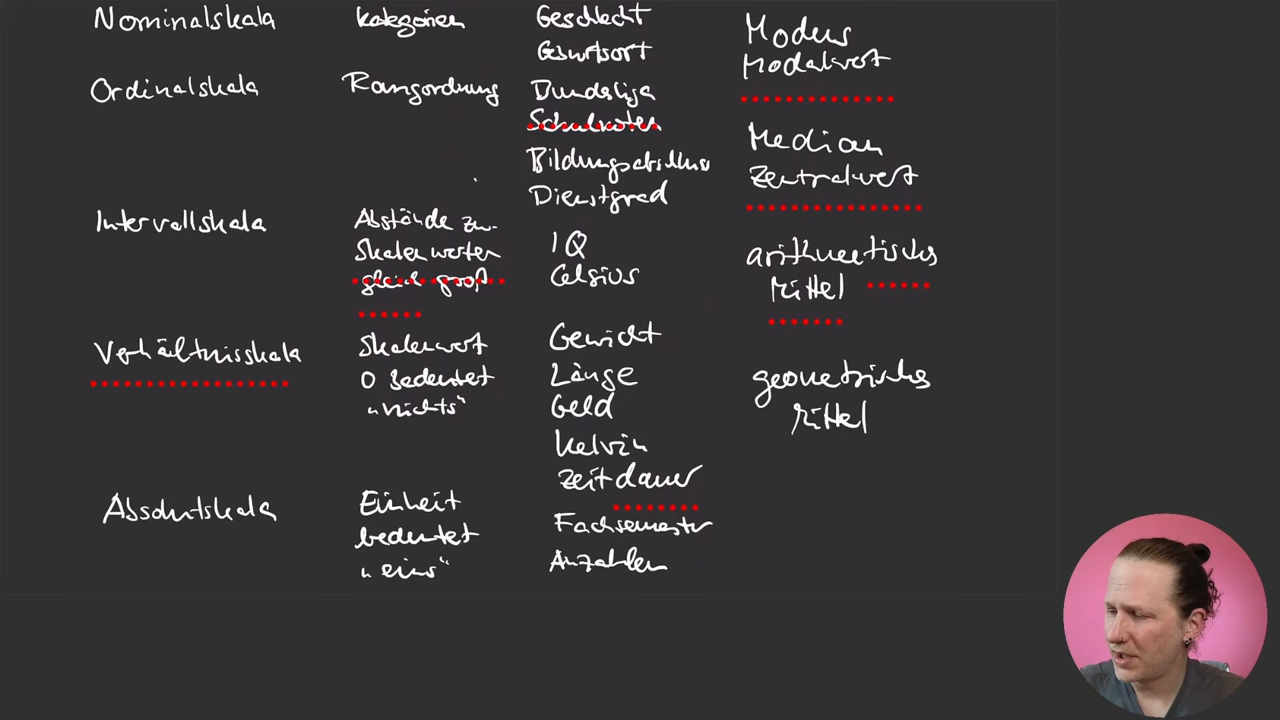 Nominalskala Kategorien Geschlecht Modus
Geburtsort Modalwert
Ordinalskala Rangordnung Bundesliga
Schulnoten Median
Bildungsabschluss Zentralwert
Dienstgrad
Intervallskala Abstände zw. IQ arithmetisches
Skalenwerten Celsius Mittel
gleich groß
Verhältnisskala Skalenwert Gewicht geometrisches
0 bedeutet Länge Mittel
„nichts“ Geld
Kelvin
Zeitdauer
Absolutskala Einheit Fachsemester
bedeutet Anzahlen
„eins“